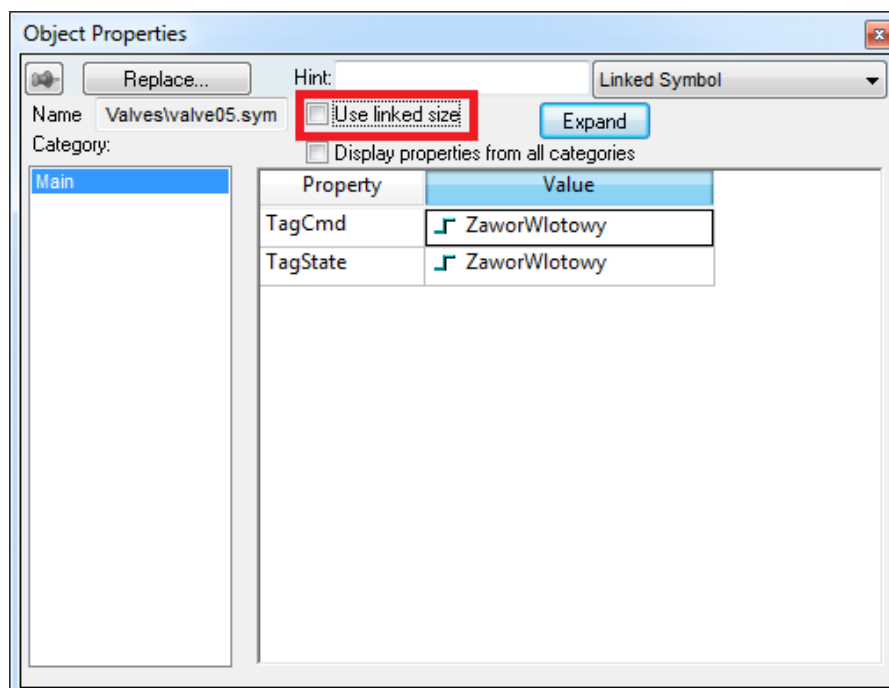 Object Properties
Replace... Hint: Linked Symbol
Name Valves\valve05.sym Use linked size Expand
Category: Display properties from all categories
Main Property Value
TagCmd ZaworWlotowy
TagState ZaworWlotowy